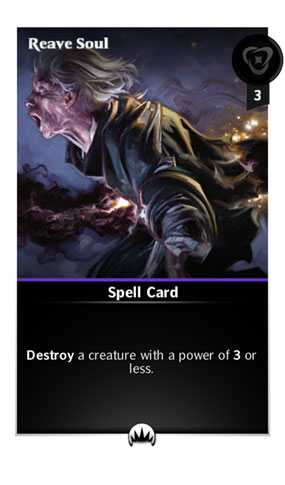 Reave Soul
3
Spell Card
Destroy a creature with a power of 3 or
less.